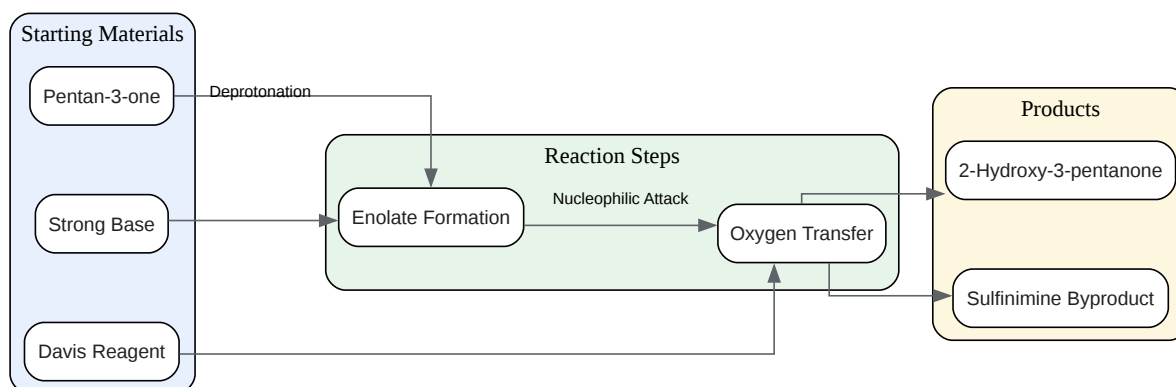 Starting Materials
Pentan-3-one
Deprotonation
Strong Base
Davis Reagent
Reaction Steps
Enolate Formation
Nucleophilic Attack
Oxygen Transfer
Products
2-Hydroxy-3-pentanone
Sulfinimine Byproduct